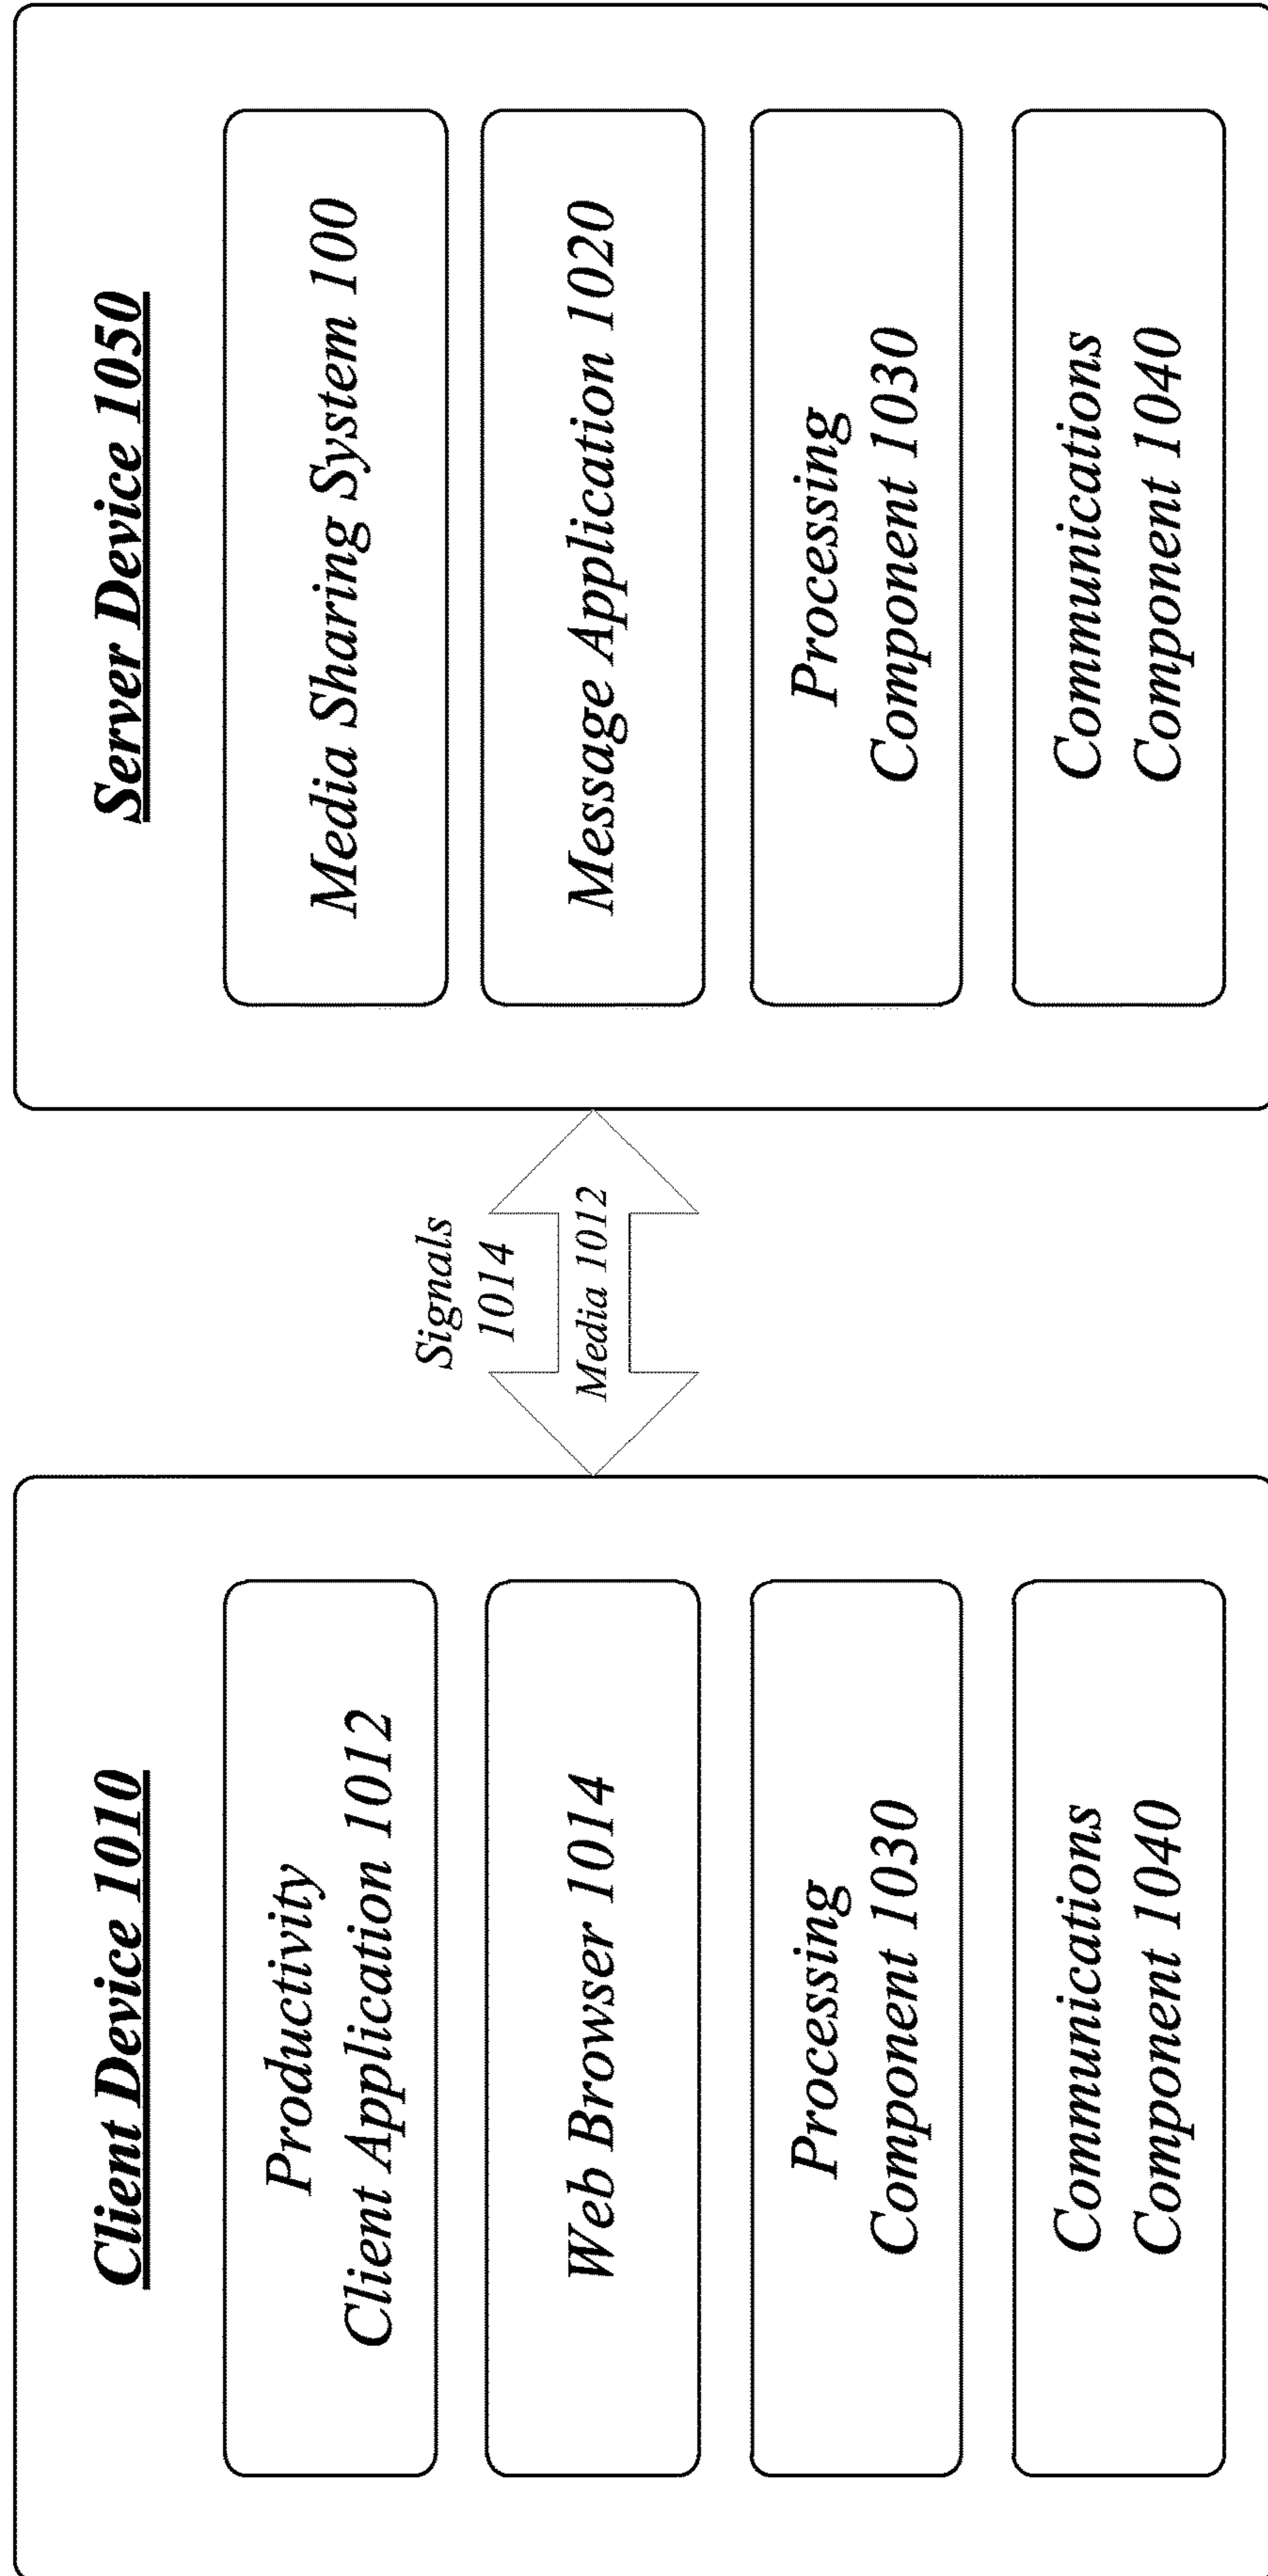 Client Device 1010
Productivity
Client Application 1012
Web Browser 1014
Processing
Component 1030
Communications
Component 1040
Signals
1014
Media 1012
Server Device 1050
Media Sharing System 100
Message Application 1020
Processing
Component 1030
Communications
Component 1040